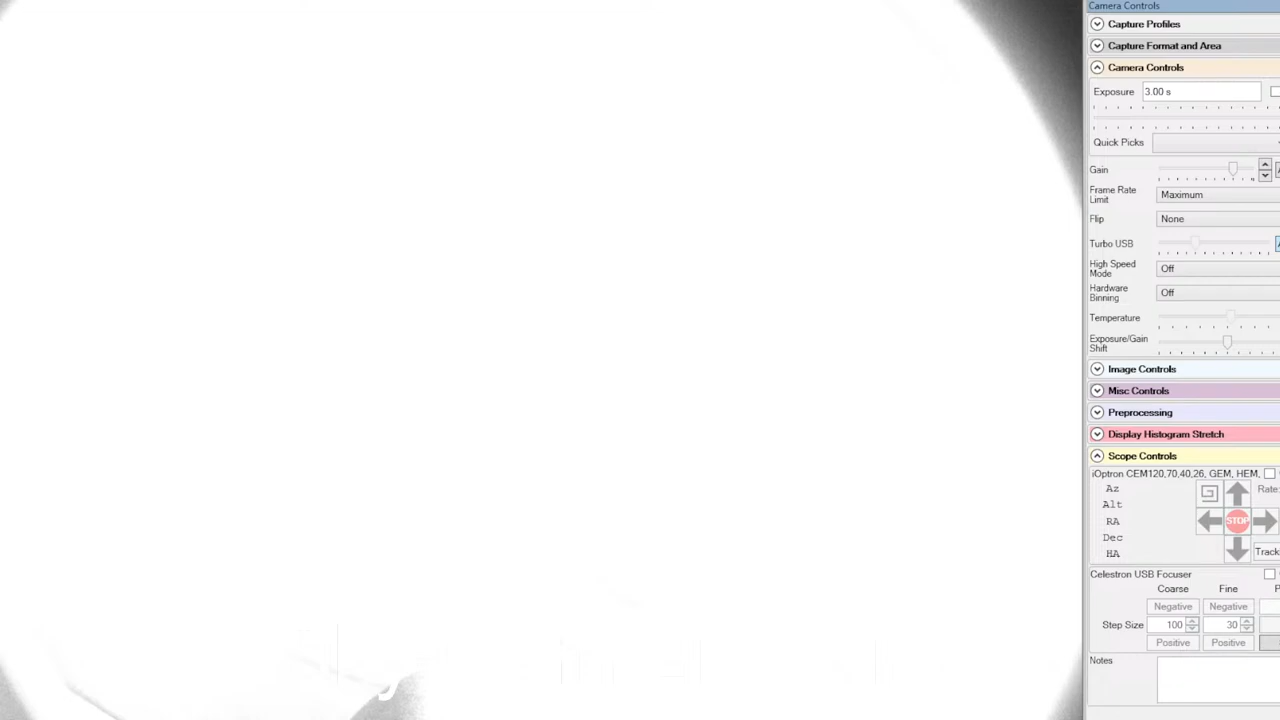 Camera Controls
Capture Profiles
Capture Format and Area
Camera Controls
Exposure 3.00 s
Quick Picks
Gain
Frame Rate
Limit
Maximum
Flip None
Turbo USB
High Speed
Mode
Off
Hardware
Binning
Off
Temperature
Exposure/Gain
Shift
Image Controls
Misc Controls
Preprocessing
Display Histogram Stretch
Scope Controls
iOptron CEM120,70,40,26, GEM, HEM,
Az
Rate:
Alt
RA STOP
Dec
HA Track
Celestron USB Focuser
Coarse Fine P
Negative Negative
Step Size 100 30
Positive Positive
Notes